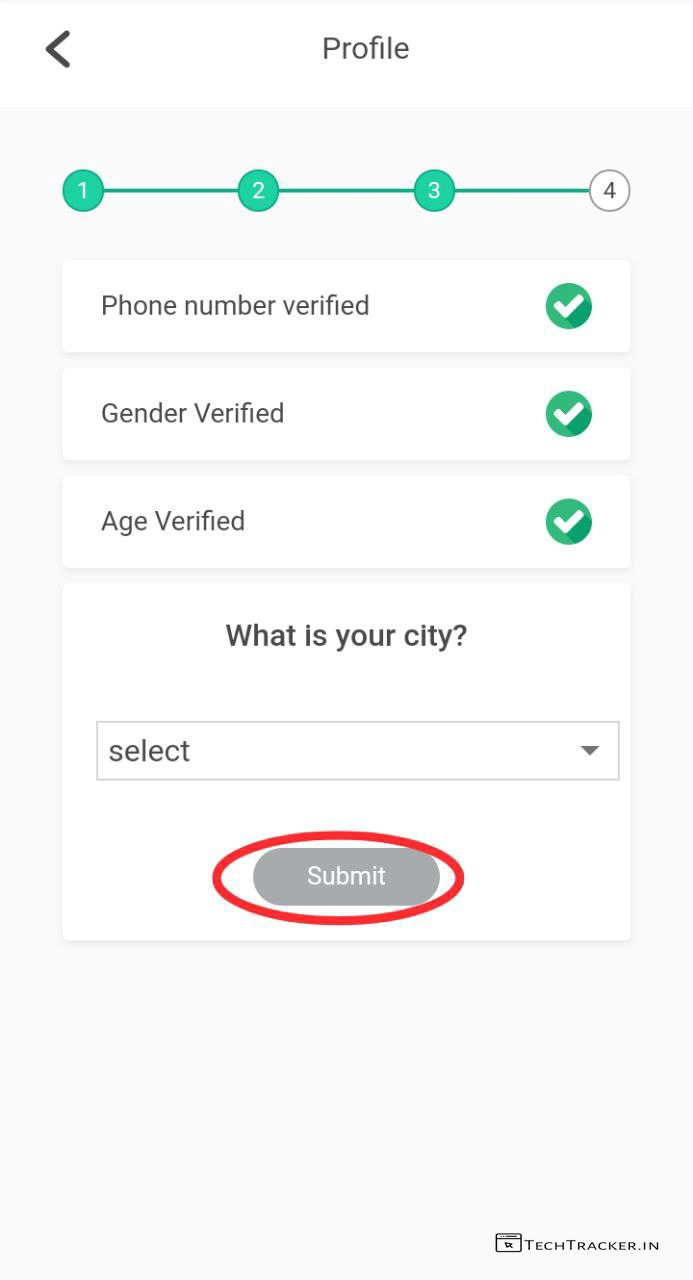 Profile
1 2 3 4
Phone number verified
Gender Verified
Age Verified
What is your city?
select
Submit
TECHTRACKER.IN